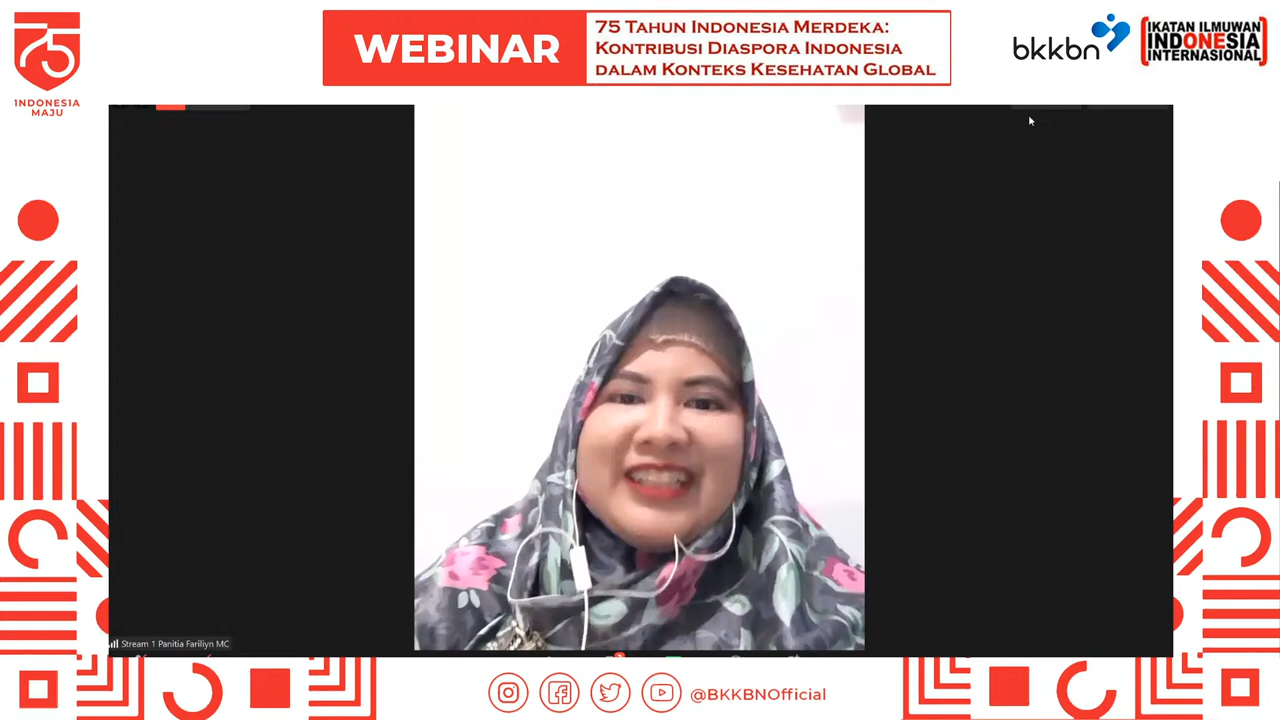 75
INDONESIA
MAJU
WEBINAR
75 TAHUN INDONESIA MERDEKA:
KONTRIBUSI DIASPORA INDONESIA
DALAM KONTEKS KESEHATAN GLOBAL
bkkbn
IKATAN ILMUWAN
INDONESIA
INTERNASIONAL
Stream 1 Panitia Fariliyn MC
@BKKBNOfficial